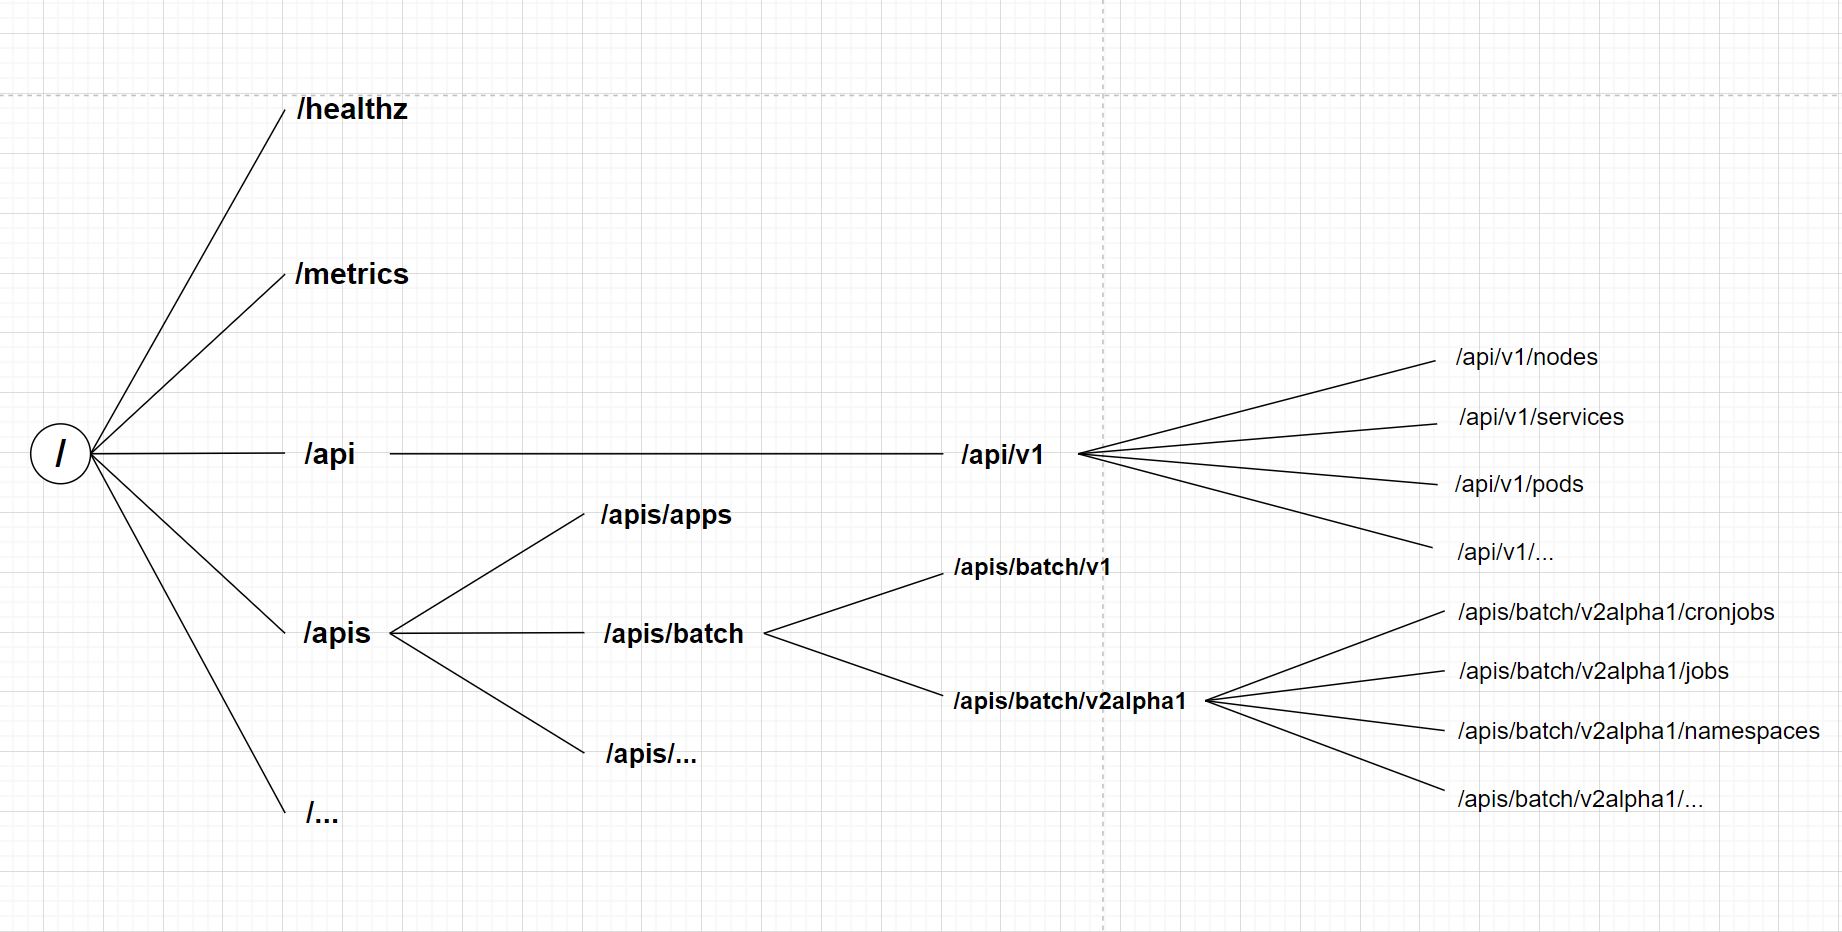 /healthz
/metrics
/api/v1/nodes
/api/v1/services
/
/api
/api/v1
/api/v1/pods
/apis/apps
/api/v1/...
/apis/batch/v1
/apis/batch/v2alpha1/cronjobs
/apis
/apis/batch
/apis/batch/v2alpha1/jobs
/apis/batch/v2alpha1
/apis/batch/v2alpha1/namespaces
/apis/...
/apis/batch/v2alpha1/...
/...